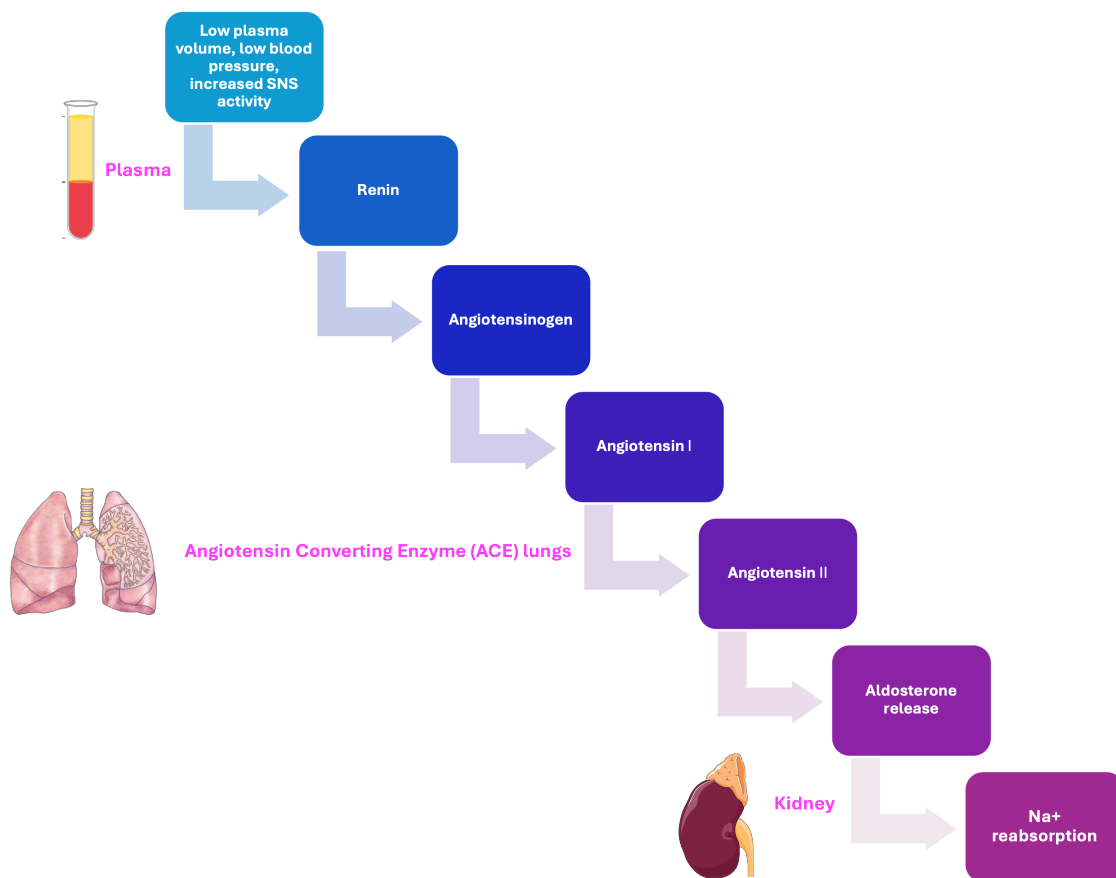 Low plasma
volume, low blood
pressure,
increased SNS
activity
Plasma
Renin
Angiotensinogen
Angiotensin I
Angiotensin Converting Enzyme (ACE) lungs
Angiotensin II
Aldosterone
release
Kidney
Na+
reabsorption